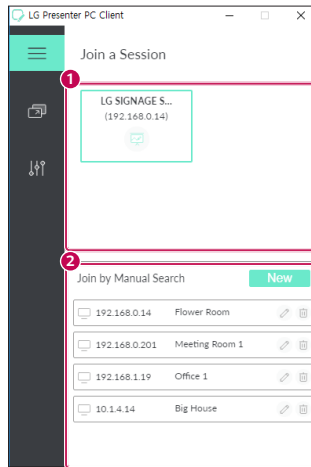 LG Presenter PC Client
Join a Session
1
LG SIGNAGE S...
(192.168.0.14)
2
Join by Manual Search
New
192.168.0.14 Flower Room
192.168.0.201 Meeting Room 1
192.168.1.19 Office 1
10.1.4.14 Big House